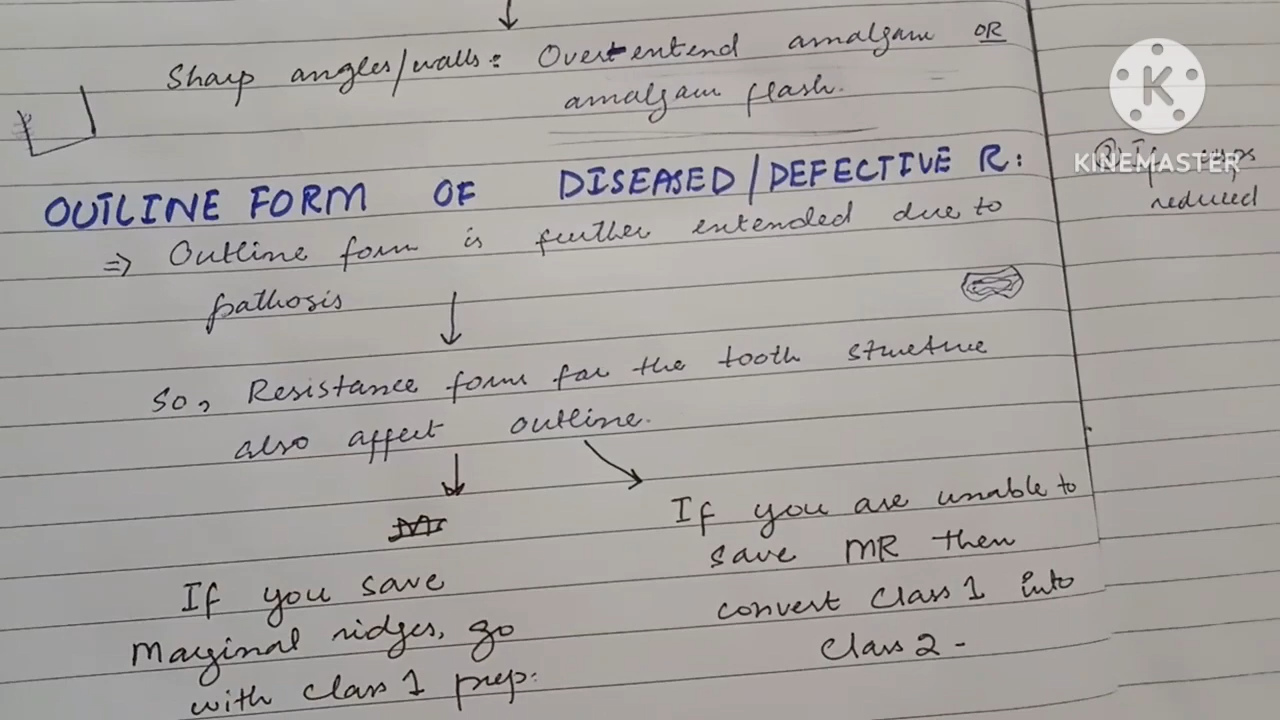 Sharp angles/walls: Over extend amalgam OR
amalgam flash.
OUTLINE FORM OF DISEASED/DEFECTIVE R:
⇒ Outline form is further extended due to
pathosis
So, Resistance form for the tooth structure
also affect outline.
If you save
Marginal ridges, go
with class 1 prep.
If you are unable to
save MR then
convert class 1 into
class 2 -
reduced
KINEMASTER
K